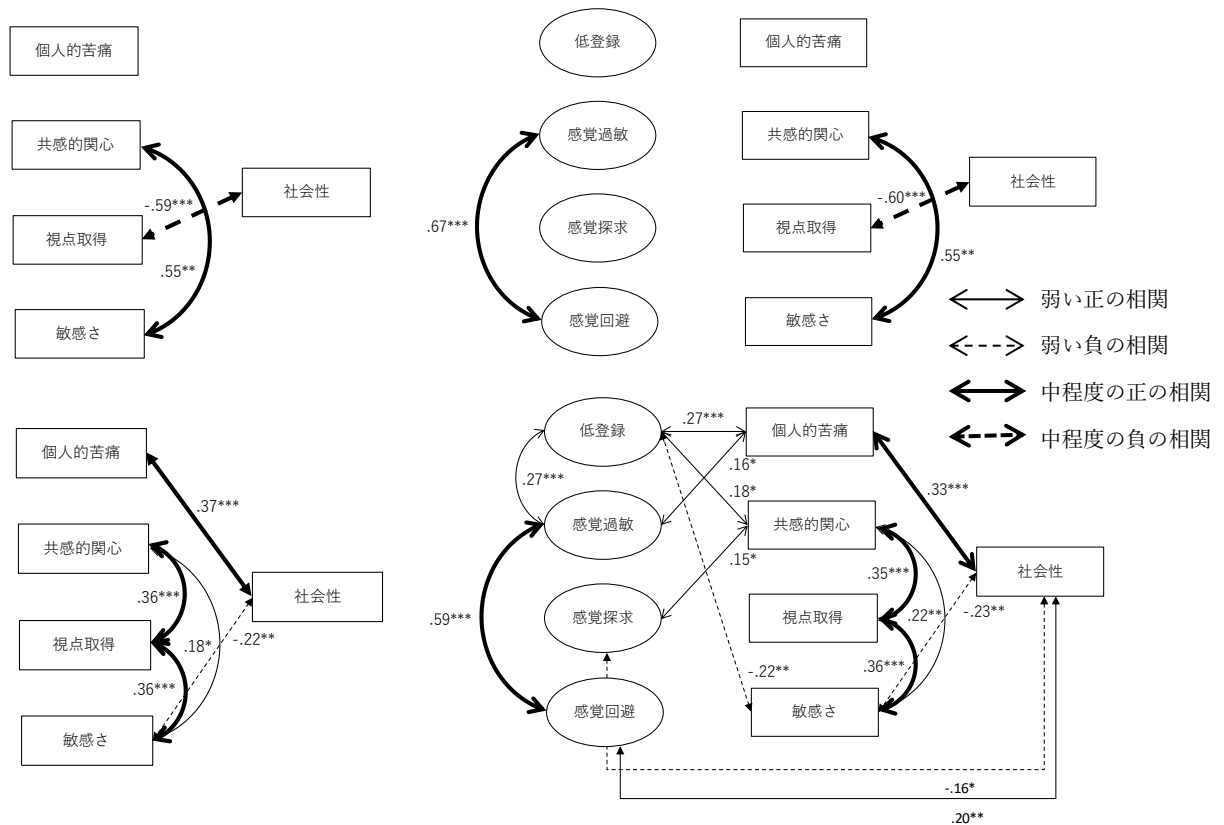 個人的苦痛
共感的関心
視点取得
敏感さ
社会性
-.59***
.55**
低登録
感覚過敏
感覚探求
感覚回避
.67***
個人的苦痛
共感的関心
視点取得
敏感さ
社会性
-.60***
.55**
弱い正の相関
弱い負の相関
中程度の正の相関
中程度の負の相関
個人的苦痛
共感的関心
視点取得
敏感さ
社会性
.37***
.36***
.18*
-.22**
.36***
低登録
感覚過敏
感覚探求
感覚回避
.27***
.59***
.27***
.16*
.18*
.15*
-.22**
個人的苦痛
共感的関心
視点取得
敏感さ
社会性
.33***
.35***
.22**
-.23**
.36***
-.16*
.20**